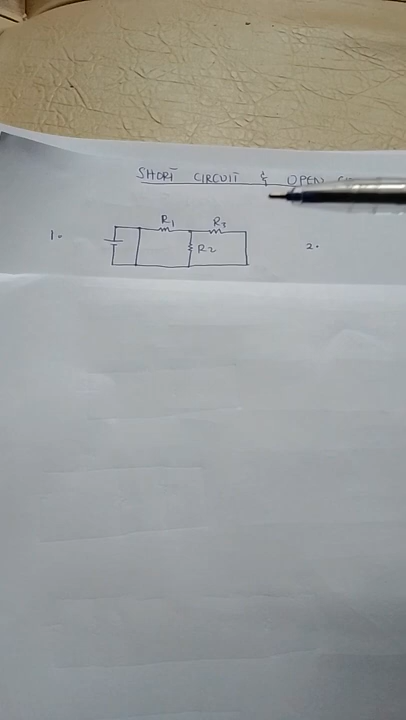 SHORT CIRCUIT & OPEN
1.
R1
R3
R2
2.